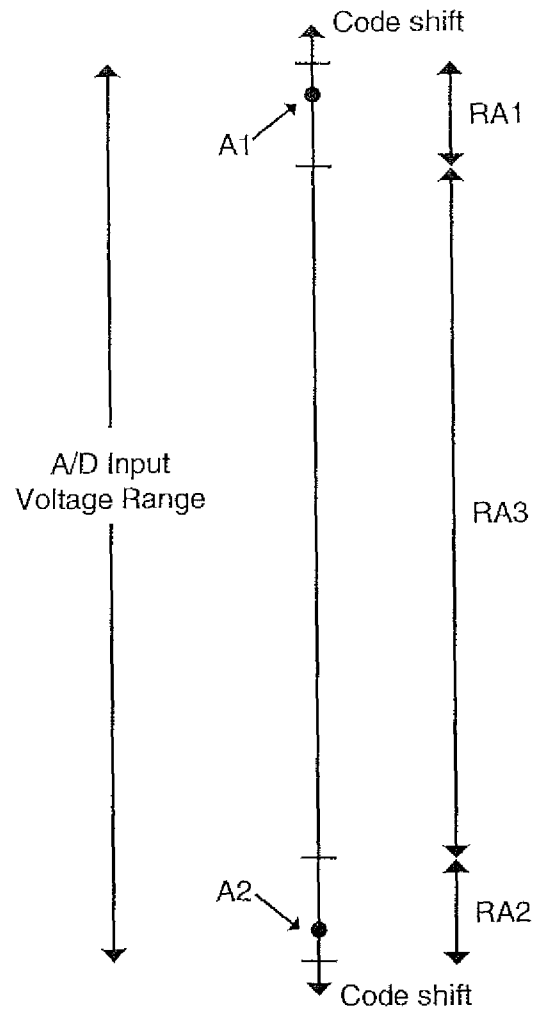 Code shift
A1
RA1
A/D Input
Voltage Range
RA3
A2
RA2
Code shift